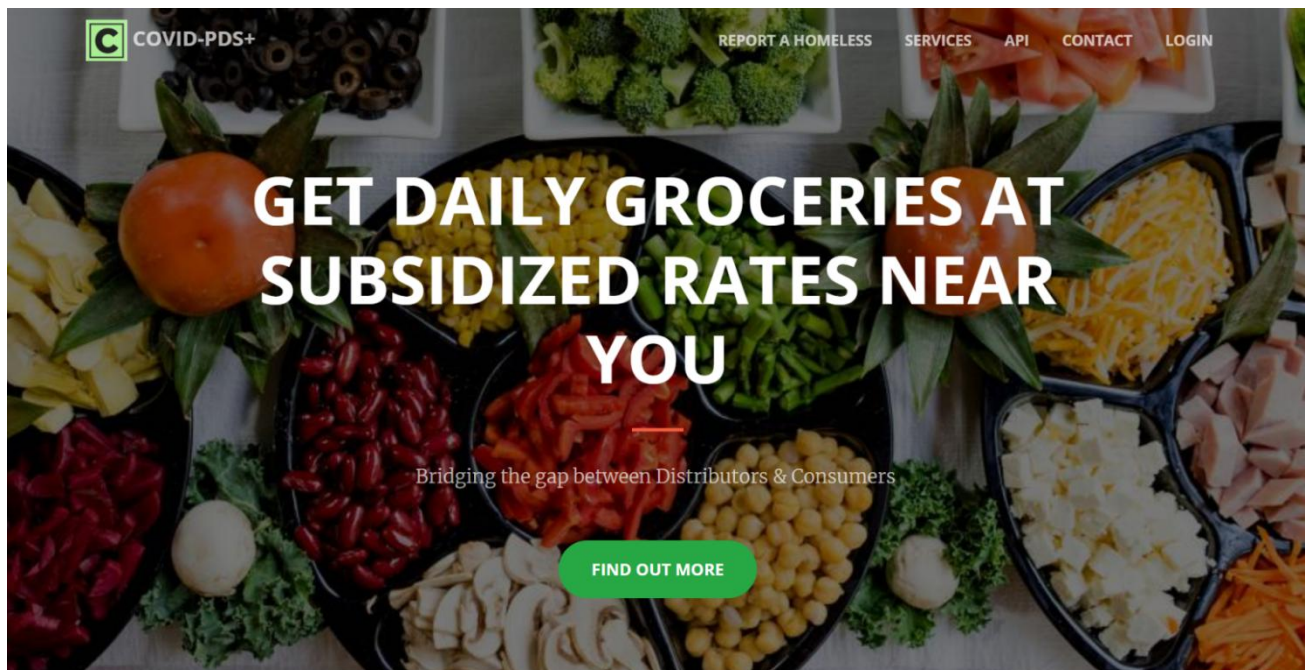 C COVID-PDS+
REPORT A HOMELESS SERVICES API CONTACT LOGIN
GET DAILY GROCERIES AT
SUBSIDIZED RATES NEAR
YOU
Bridging the gap between Distributors & Consumers
FIND OUT MORE